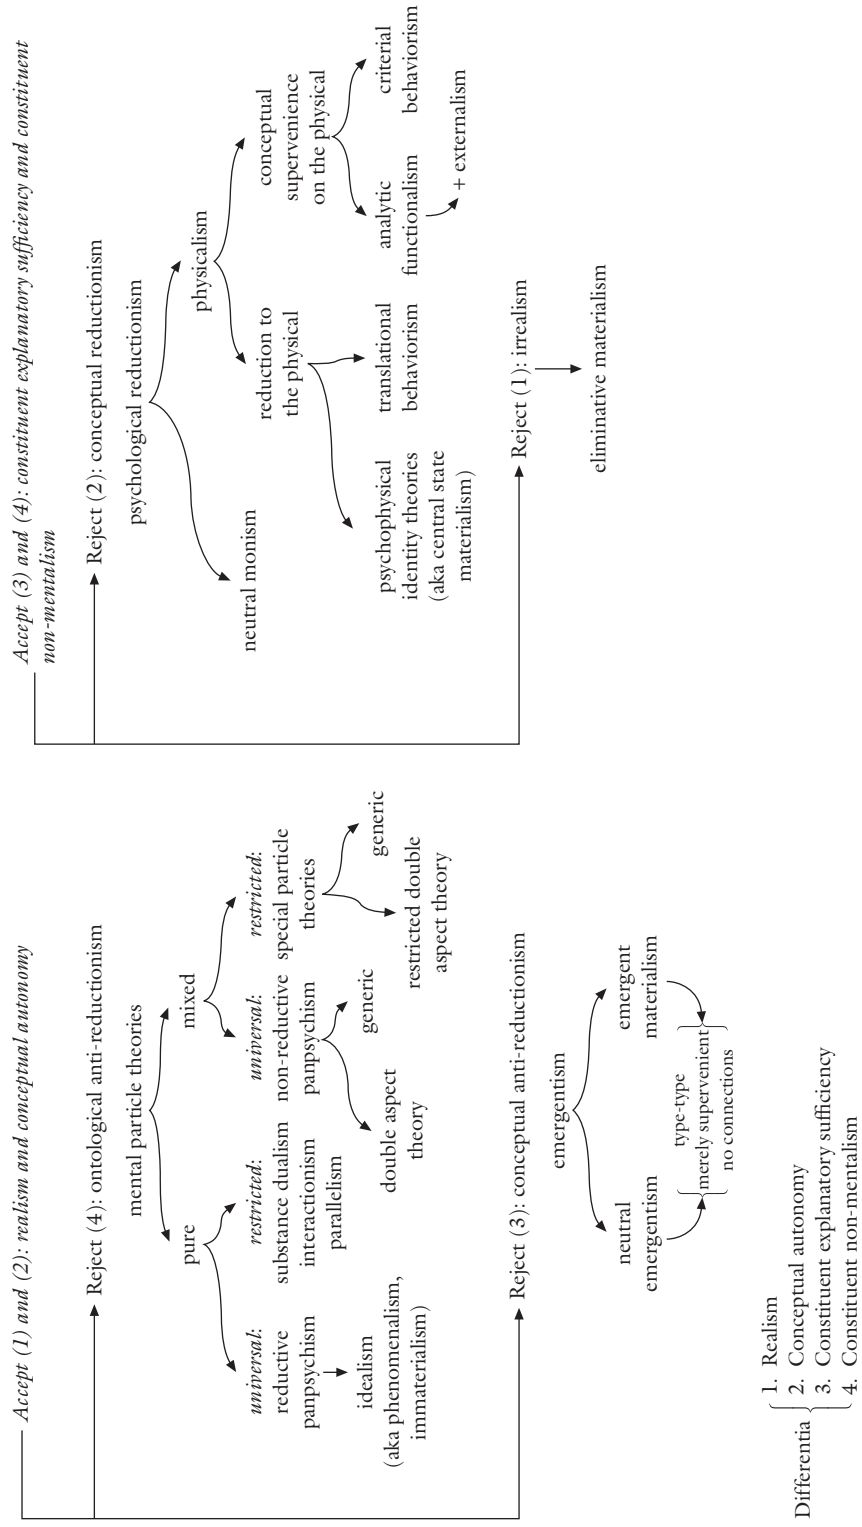 Accept (1) and (2): realism and conceptual autonomy
Reject (4): ontological anti-reductionism
mental particle theories
pure
mixed
universal:
reductive
panpsychism
restricted:
substance dualism
interactionism
parallelism
universal:
non-reductive
panpsychism
restricted:
special particle
theories
idealism
(aka phenomenalism,
immaterialism)
double aspect
theory
generic
restricted double
aspect theory
generic
Reject (3): conceptual anti-reductionism
emergentism
neutral
emergentism
emergent
materialism
type-type
merely supervenient
no connections
Differentia
1. Realism
2. Conceptual autonomy
3. Constituent explanatory sufficiency
4. Constituent non-mentalism
Accept (3) and (4): constituent explanatory sufficiency and constituent
non-mentalism
Reject (2): conceptual reductionism
psychological reductionism
neutral monism
physicalism
reduction to
the physical
conceptual
supervenience
on the physical
psychophysical
identity theories
(aka central state
materialism)
translational
behaviorism
analytic
functionalism
criterial
behaviorism
+ externalism
Reject (1): irrealism
eliminative materialism